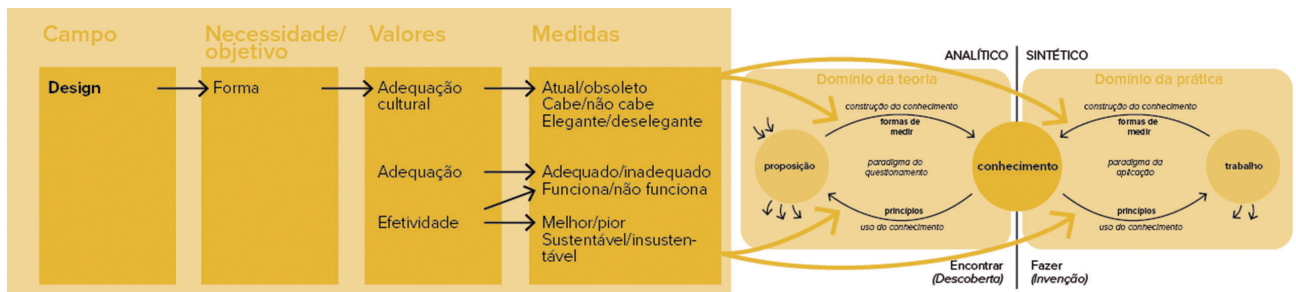 Campo
Necessidade/
objetivo
Valores
Medidas
Design
Forma
Adequação
cultural
Atual/obsoleto
Cabe/não cabe
Elegante/deselegante
Adequação
Adequado/inadequado
Funciona/não funciona
Efetividade
Melhor/pior
Sustentável/insusten-
tável
ANALÍTICO
SINTÉTICO
Domínio da teoria
Domínio da prática
construção do conhecimento
formas de
medir
proposição
paradigma do
questionamento
princípios
uso do conhecimento
conhecimento
construção do conhecimento
formas de
medir
paradigma da
aplicação
trabalho
princípios
uso do conhecimento
Encontrar
(Descoberta)
Fazer
(Invenção)